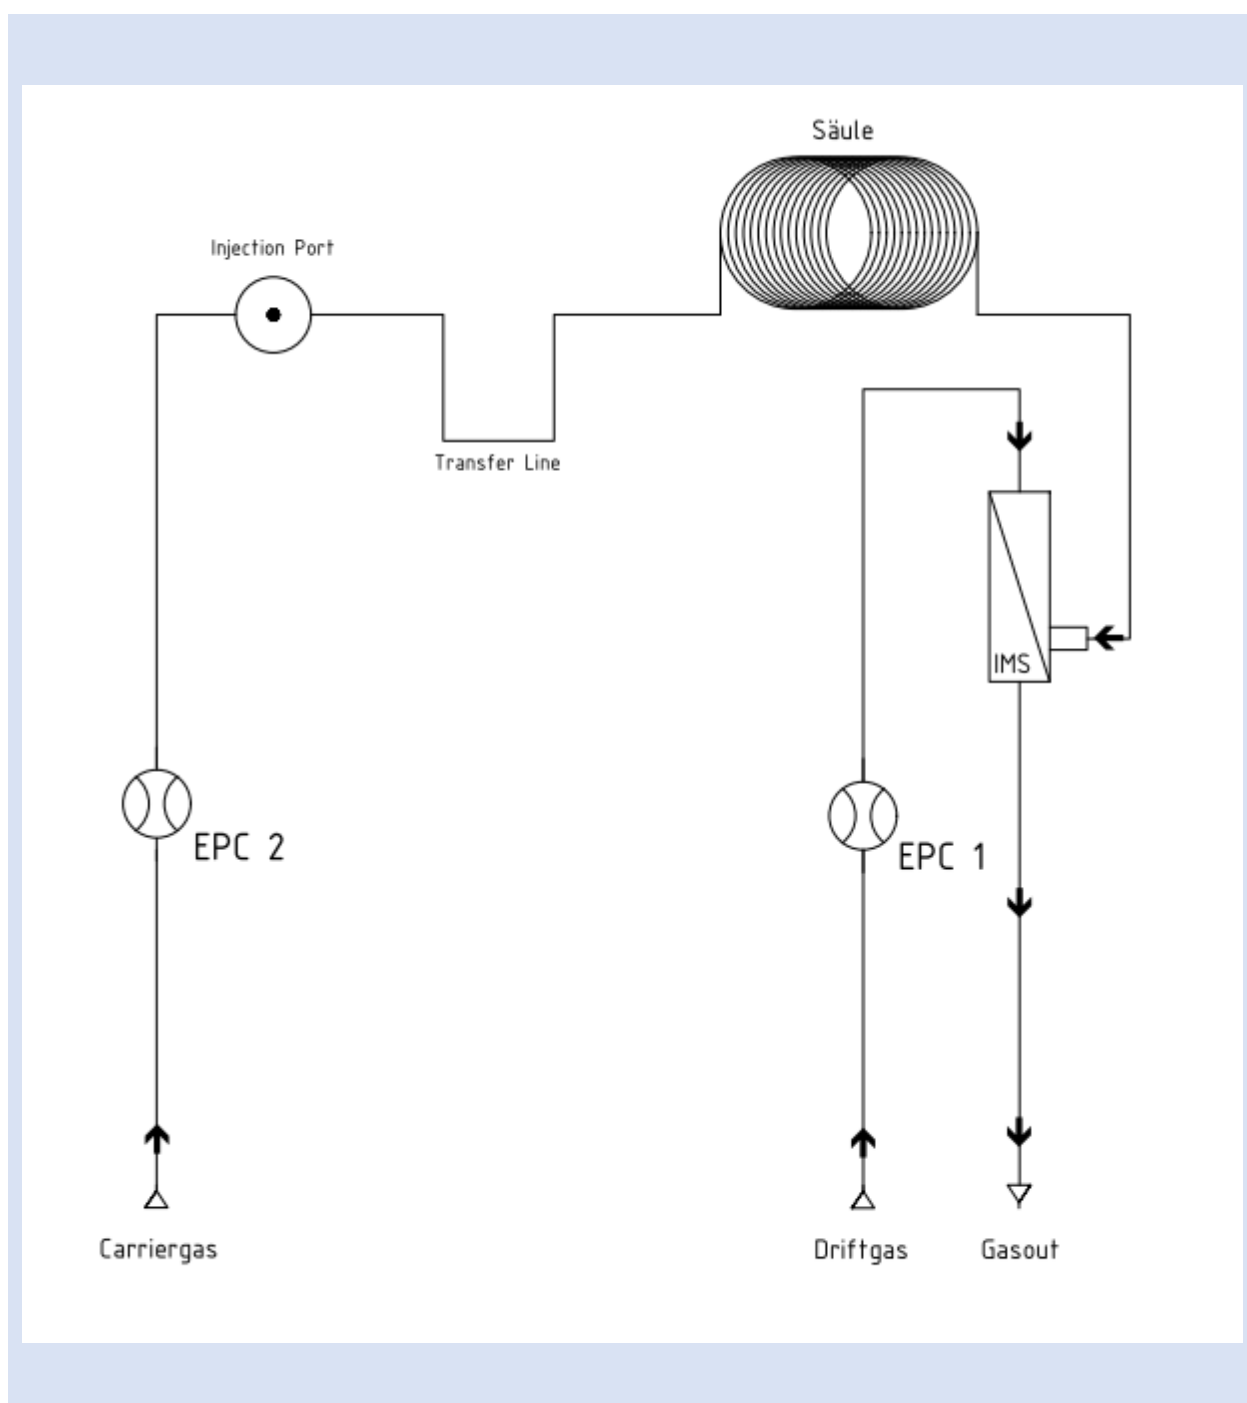 Säule
Injection Port
Transfer Line
IMS
EPC 2
EPC 1
Carriergas
Driftgas
Gasout